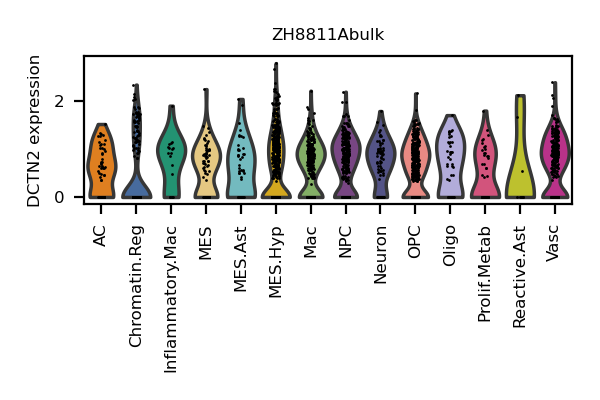 ZH8811Abulk
DCTN2 expression
2
0
AC
Chromatin.Reg
Inflammatory.Mac
MES
MES.Ast
MES.Hyp
Mac
NPC
Neuron
OPC
Oligo
Prolif.Metab
Reactive.Ast
Vasc